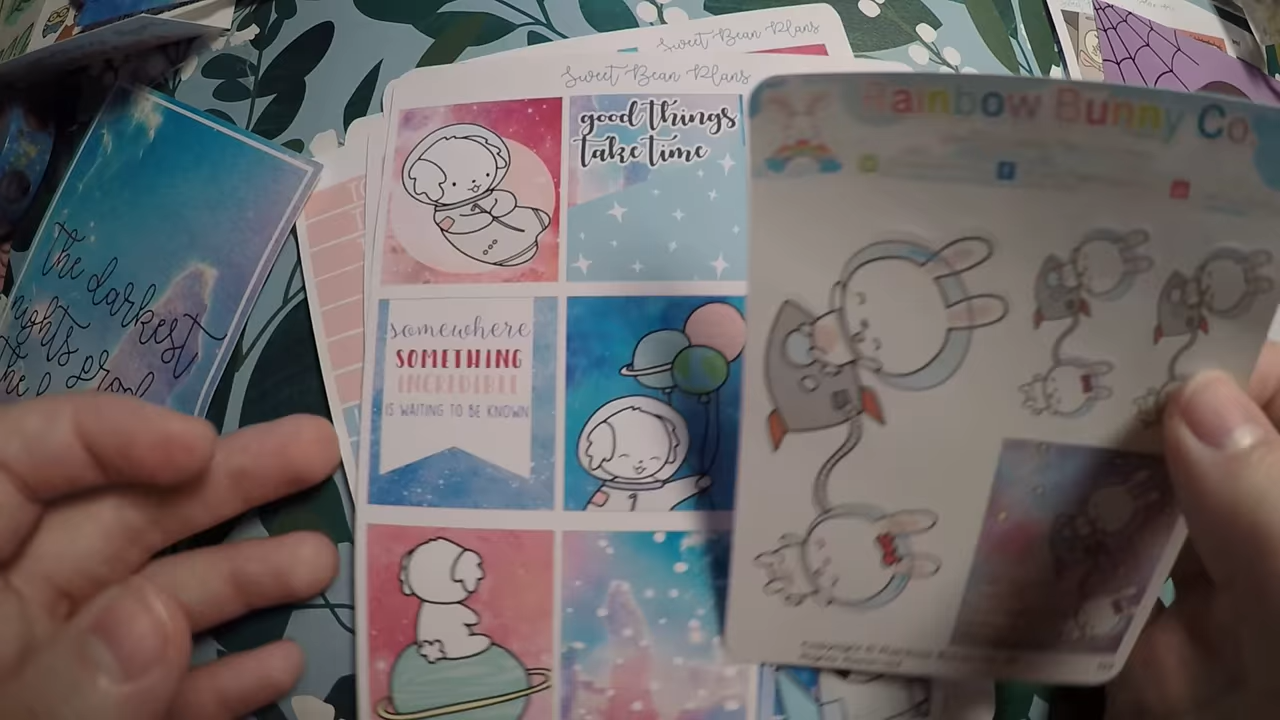 Sweet Bean Plans
Sweet Bean Plans
Rainbow Bunny Co
good things
take time
somewhere
SOMETHING
INCREDIBLE
IS WAITING TO BE KNOWN
the darkest
nights
the